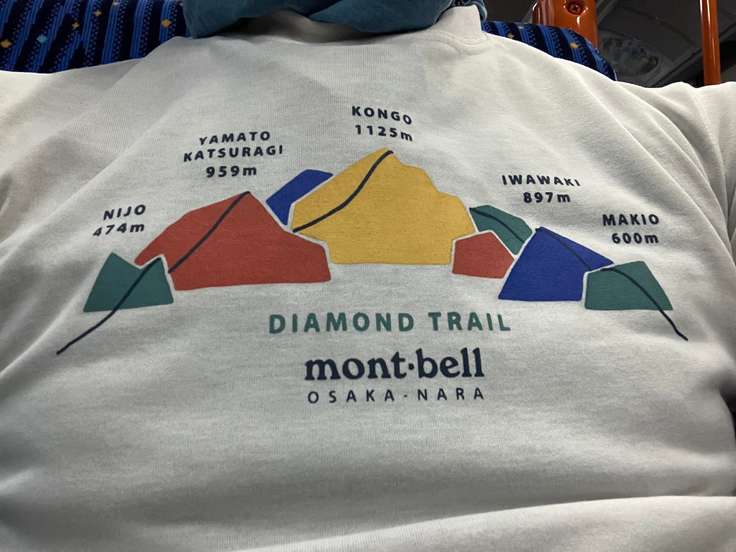 KONGO
1125m
YAMATO
KATSURAGI
959m
IWAWAKI
897m
NIJO
474m
MAKIO
600m
DIAMOND TRAIL
mont·bell
OSAKA-NARA